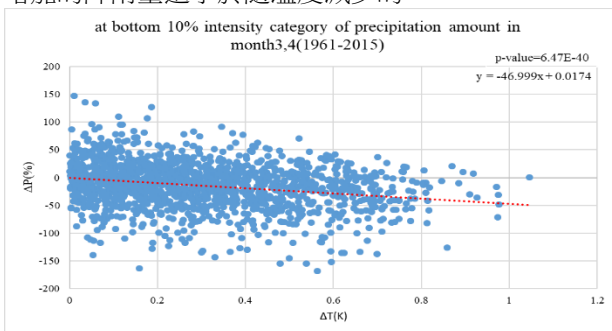 at bottom 10% intensity category of precipitation amount in
month3,4(1961-2015)
p-value=6.47E-40
y = -46.999x + 0.0174
200
150
100
50
0
-50
-100
-150
-200
ΔP(%)
0 0.2 0.4 0.6 0.8 1 1.2
ΔT(K)